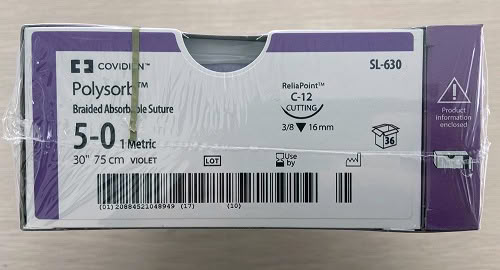 COVIDIEN™ SL-630
Polysorb™
Braided Absorbable Suture
5-0 1 Metric
30" 75 cm VIOLET
ReliaPoint™
C-12
CUTTING
3/8 ▼ 16 mm
36
LOT
Use by
(01) 20884521048949 (17) (10)
Product
information
enclosed